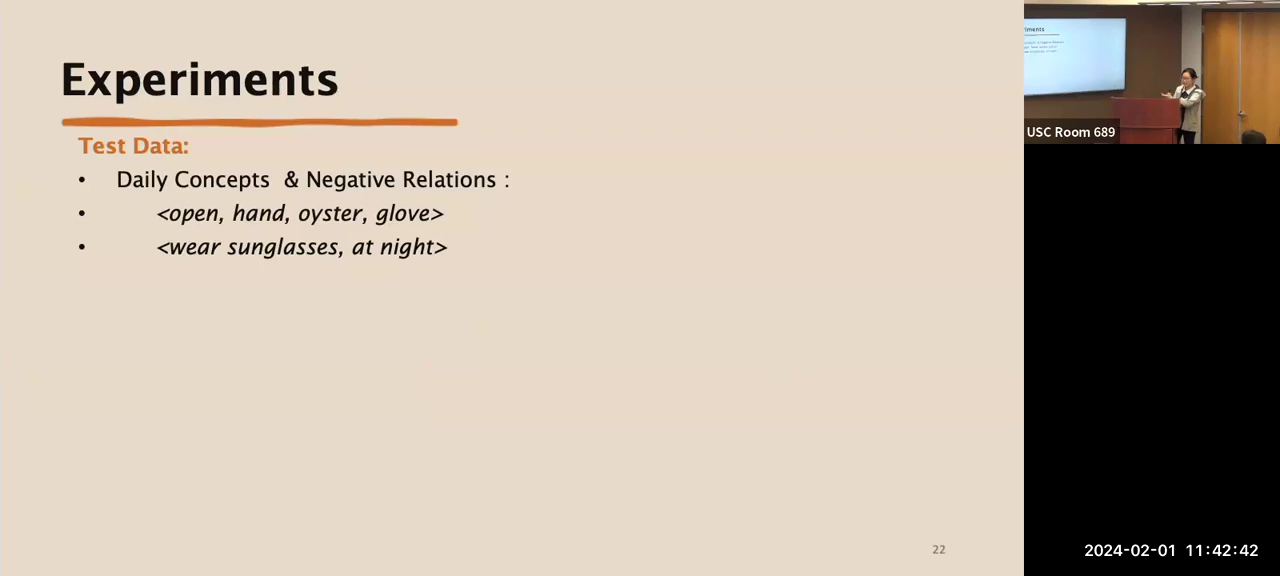 Experiments
Test Data:
• Daily Concepts & Negative Relations :
• <open, hand, oyster, glove>
• <wear sunglasses, at night>
22
USC Room 689
2024-02-01 11:42:42